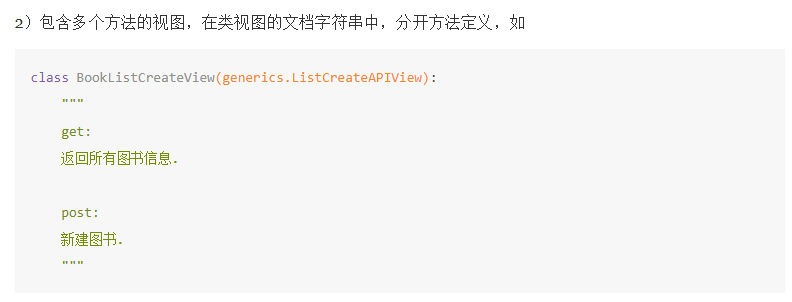 2）包含多个方法的视图，在类视图的文档字符串中，分开方法定义，如
class BookListCreateView(generics.ListCreateAPIView):
"""
get:
返回所有图书信息.
post:
新建图书.
"""